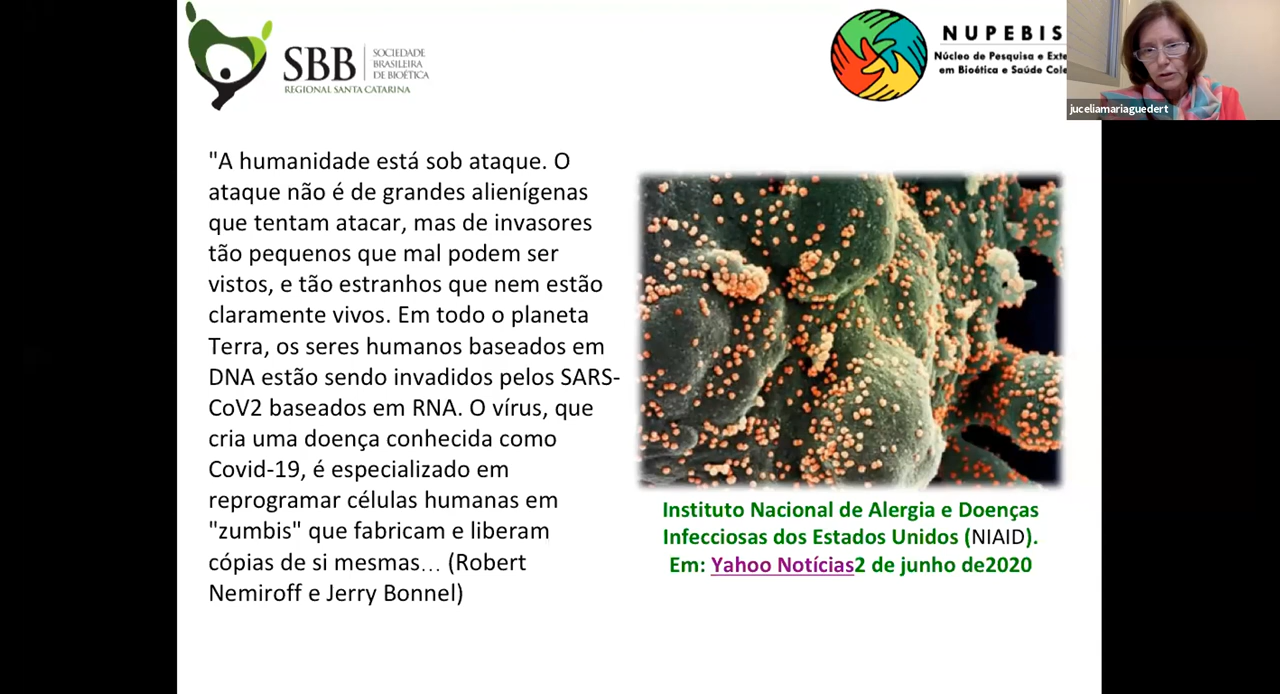 SBB
SOCIEDADE
BRASILEIRA
DE BIOÉTICA
REGIONAL SANTA CATARINA
NUPEBIS
Núcleo de Pesquisa e Exte
em Bioética e Saúde Cole
juceliamariaguedert
"A humanidade está sob ataque. O
ataque não é de grandes alienígenas
que tentam atacar, mas de invasores
tão pequenos que mal podem ser
vistos, e tão estranhos que nem estão
claramente vivos. Em todo o planeta
Terra, os seres humanos baseados em
DNA estão sendo invadidos pelos SARS-
CoV2 baseados em RNA. O vírus, que
cria uma doença conhecida como
Covid-19, é especializado em
reprogramar células humanas em
"zumbis" que fabricam e liberam
cópias de si mesmas... (Robert
Nemiroff e Jerry Bonnel)
Instituto Nacional de Alergia e Doenças
Infecciosas dos Estados Unidos (NIAID).
Em: Yahoo Notícias2 de junho de2020